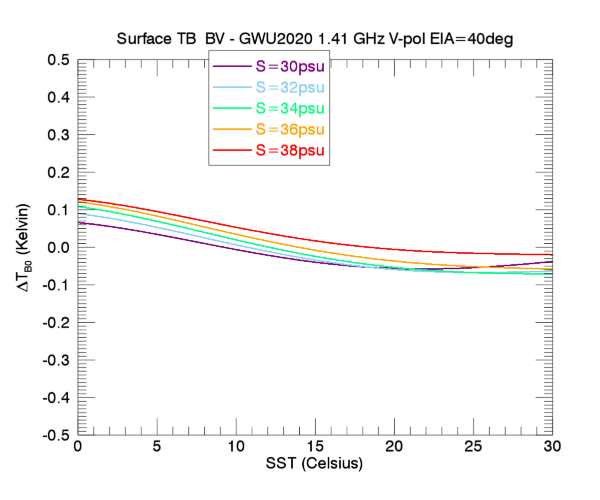 Surface TB  BV - GWU2020 1.41 GHz V-pol EIA=40deg
S=30psu
S=32psu
S=34psu
S=36psu
S=38psu
0.5
0.4
0.3
0.2
0.1
0.0
-0.1
-0.2
-0.3
-0.4
-0.5
ΔT_B0 (Kelvin)
0 5 10 15 20 25 30
SST (Celsius)